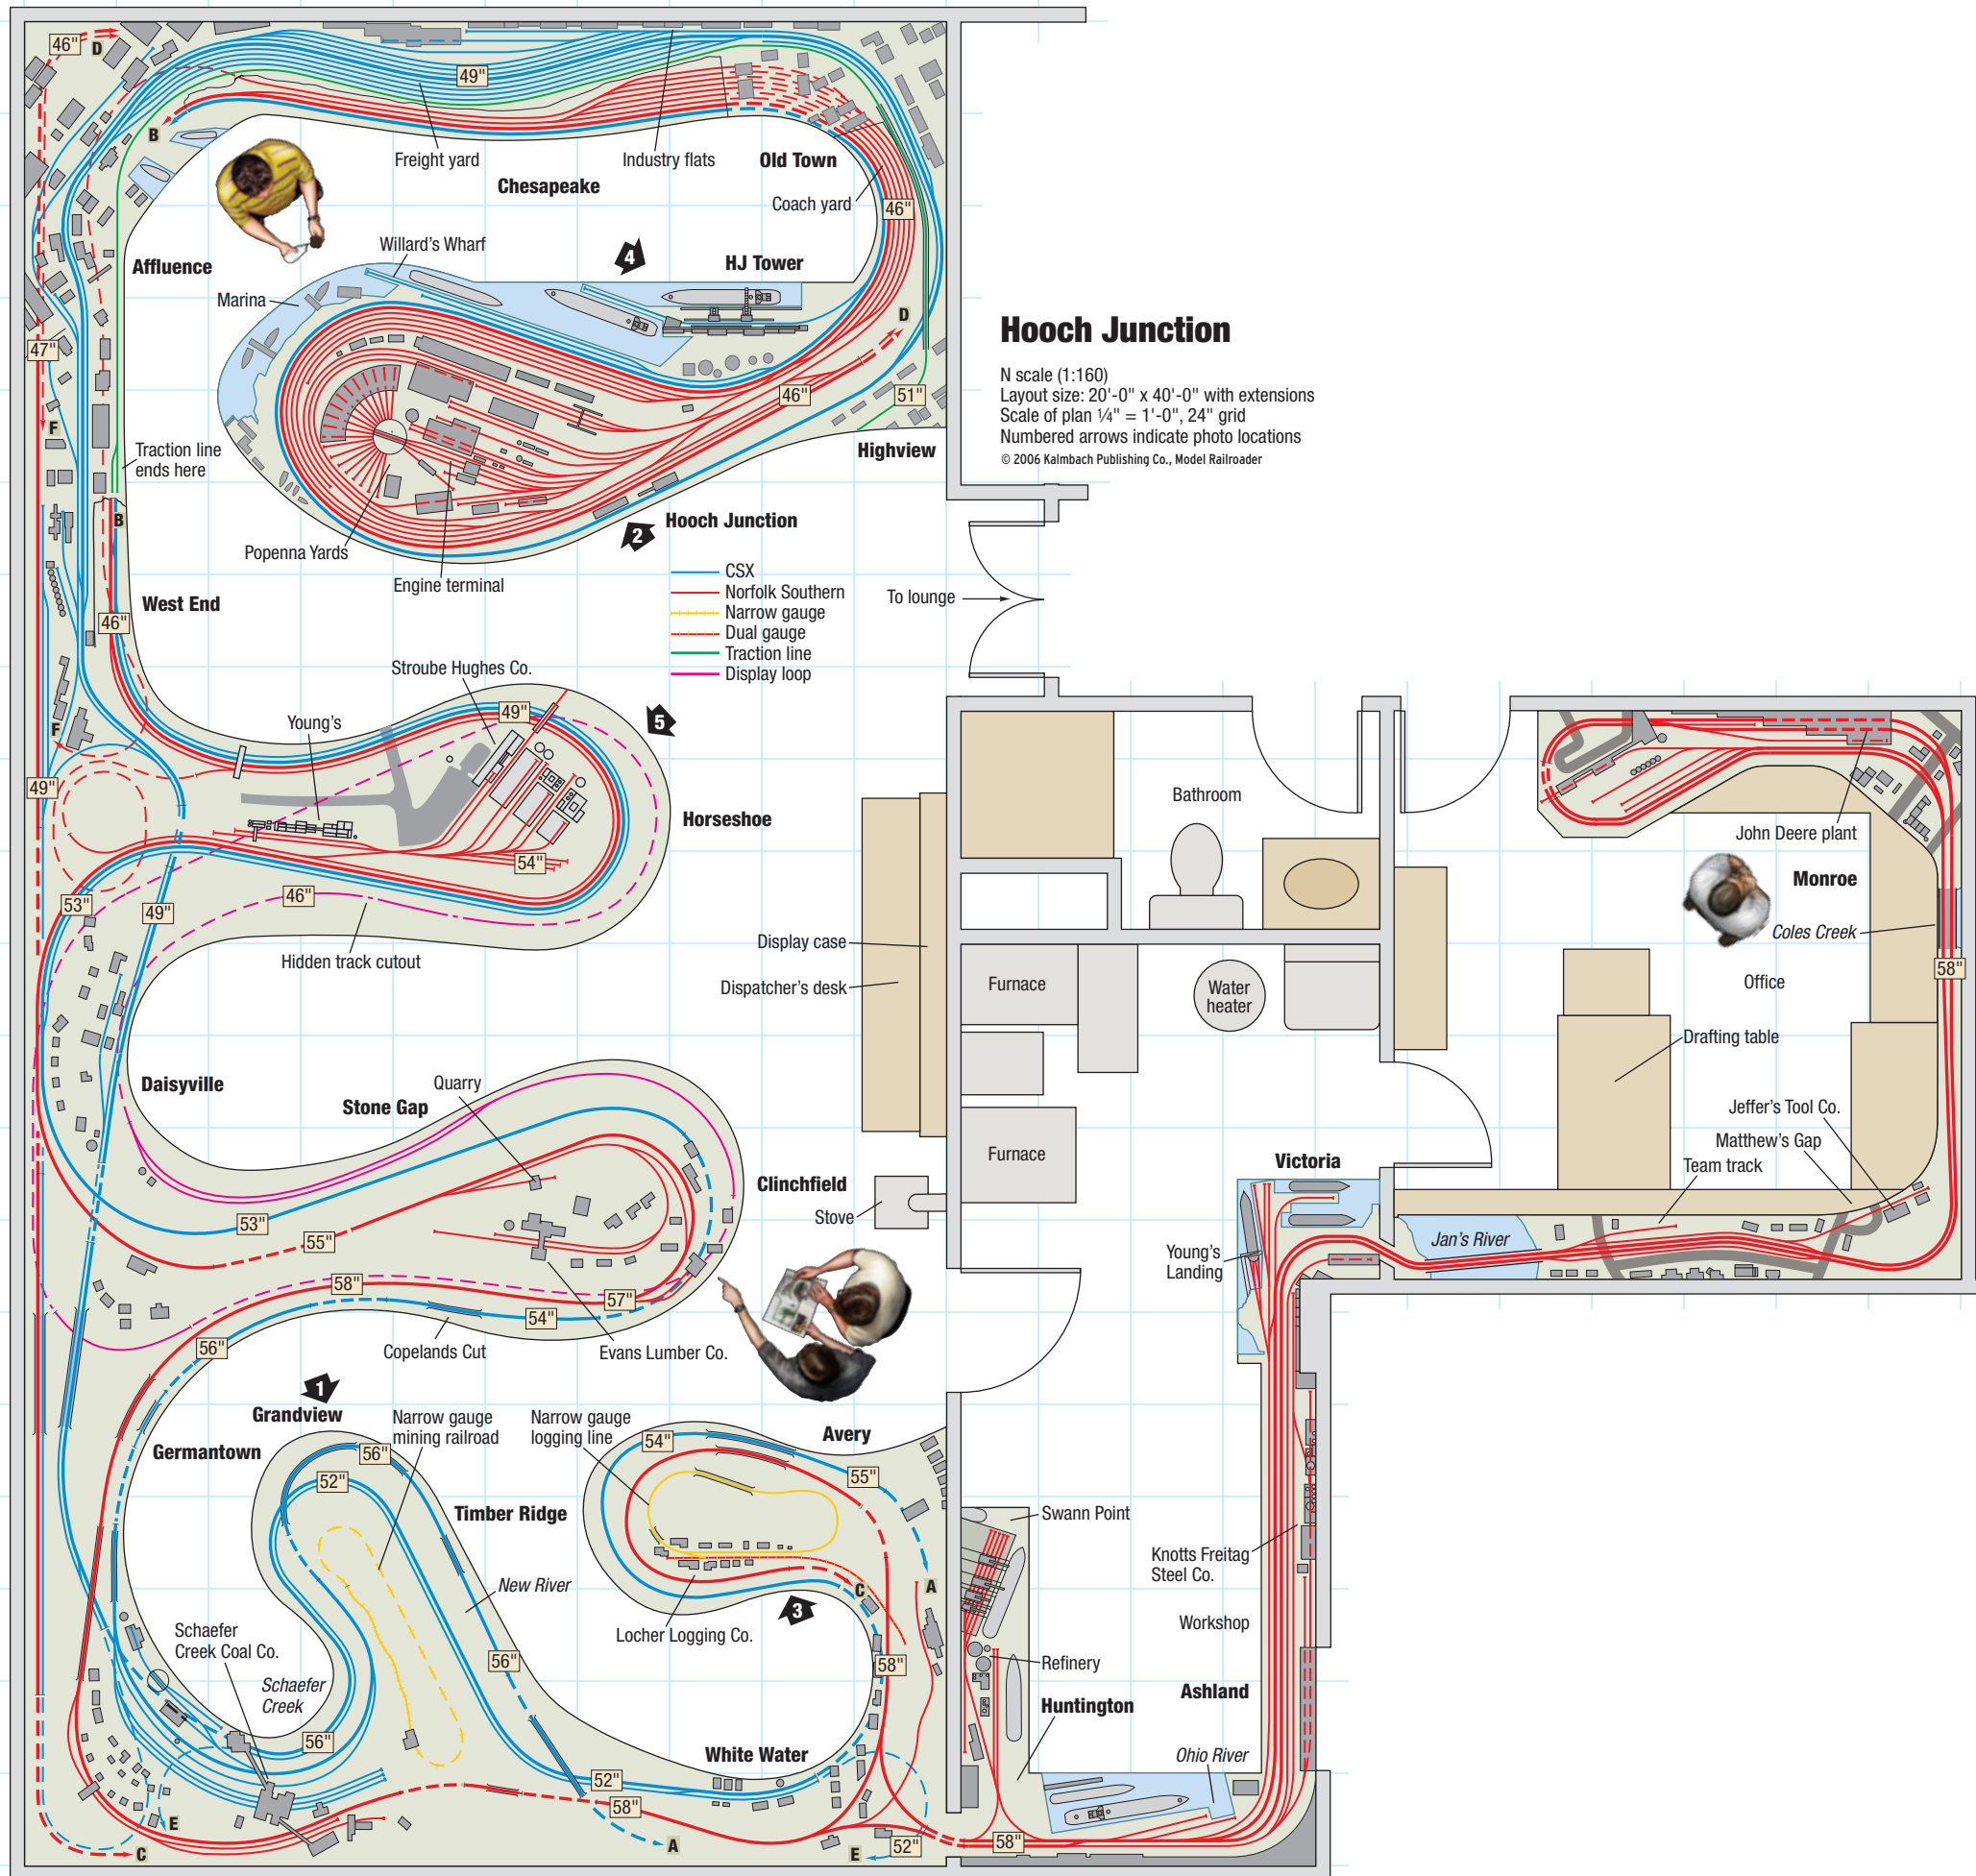 46"
D
49"
B
Freight yard
Industry flats
Old Town
Chesapeake
Coach yard
46"
Willard's Wharf
4
HJ Tower
Affluence
Marina
D
Hooch Junction
N scale (1:160)
Layout size: 20'-0" x 40'-0" with extensions
Scale of plan ¼" = 1'-0", 24" grid
Numbered arrows indicate photo locations
© 2006 Kalmbach Publishing Co., Model Railroader
47"
46"
51"
F
Traction line
ends here
Highview
B
2
Hooch Junction
Popenna Yards
Engine terminal
CSX
Norfolk Southern
Narrow gauge
Dual gauge
Traction line
Display loop
To lounge
West End
46"
Stroube Hughes Co.
49"
5
Young's
F
49"
Horseshoe
54"
53"
49"
46"
Hidden track cutout
Bathroom
John Deere plant
Monroe
Coles Creek
58"
Display case
Dispatcher's desk
Furnace
Water
heater
Office
Drafting table
Daisyville
Quarry
Stone Gap
Furnace
Jeffer's Tool Co.
Matthew's Gap
Team track
Victoria
Clinchfield
Stove
53"
55"
Young's
Landing
Jan's River
58"
57"
54"
56"
Copelands Cut
Evans Lumber Co.
1
Grandview
Germantown
Narrow gauge
mining railroad
Narrow gauge
logging line
Avery
56"
52"
54"
55"
Timber Ridge
Swann Point
New River
Knotts Freitag
Steel Co.
C
A
3
Schaefer
Creek Coal Co.
Locher Logging Co.
Workshop
Schaefer
Creek
56"
58"
Refinery
Huntington
Ashland
56"
White Water
Ohio River
52"
58"
E
C
A
E
52"
58"